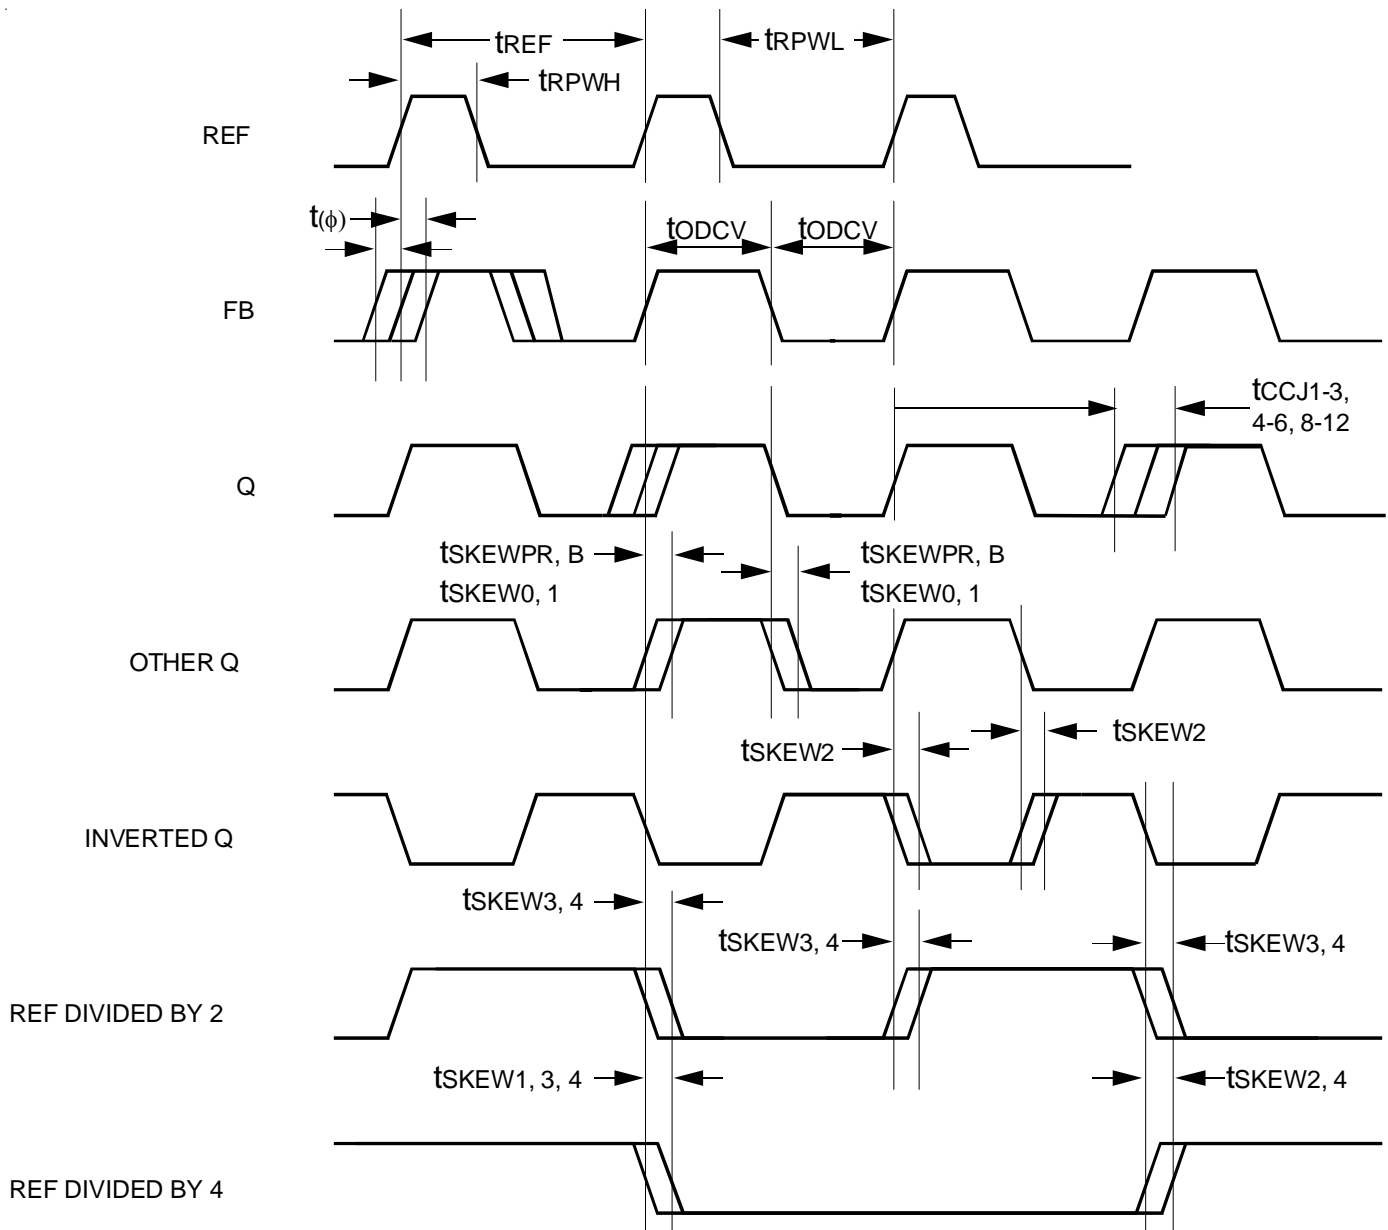 tREF
tRPWL
tRPWH
REF
t(ϕ)
tODCV
tODCV
FB
tCCJ1-3,
4-6, 8-12
Q
tSKEWPR, B
tSKEW0, 1
tSKEWPR, B
tSKEW0, 1
OTHER Q
tSKEW2
tSKEW2
INVERTED Q
tSKEW3, 4
tSKEW3, 4
tSKEW3, 4
REF DIVIDED BY 2
tSKEW1, 3, 4
tSKEW2, 4
REF DIVIDED BY 4